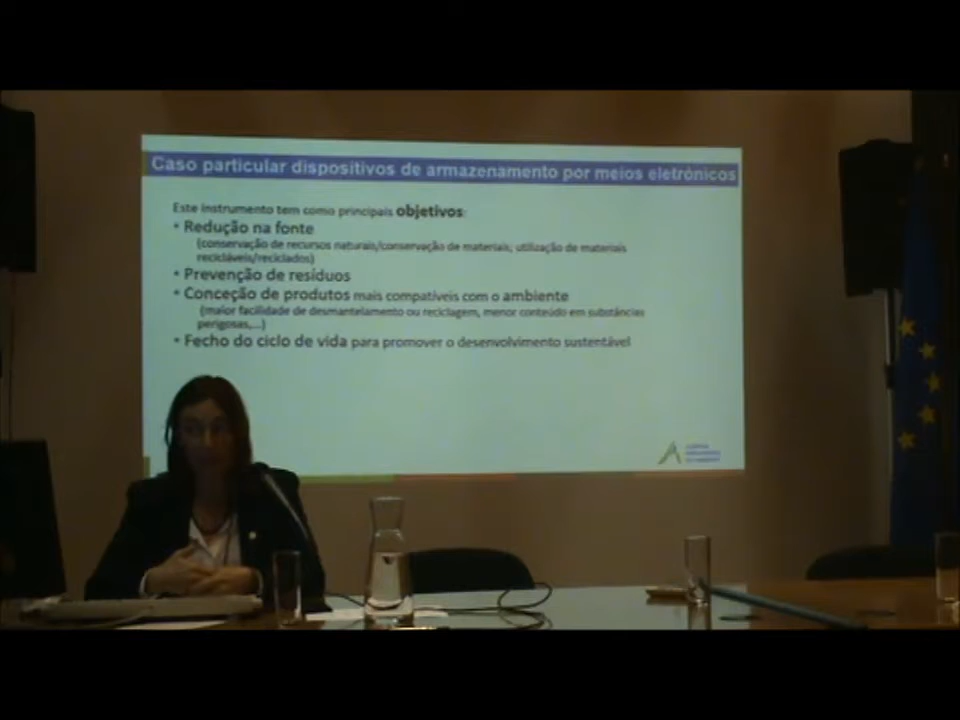 Caso particular dispositivos de armazenamento por meios eletrónicos
Este instrumento tem como principais objetivos:
• Redução na fonte
(conservação de recursos naturais/conservação de materiais; utilização de materiais
recicláveis/reciclados)
• Prevenção de resíduos
• Conceção de produtos mais compatíveis com o ambiente
(maior facilidade de desmantelamento ou reciclagem, menor conteúdo em substâncias
perigosas,...)
• Fecho do ciclo de vida para promover o desenvolvimento sustentável